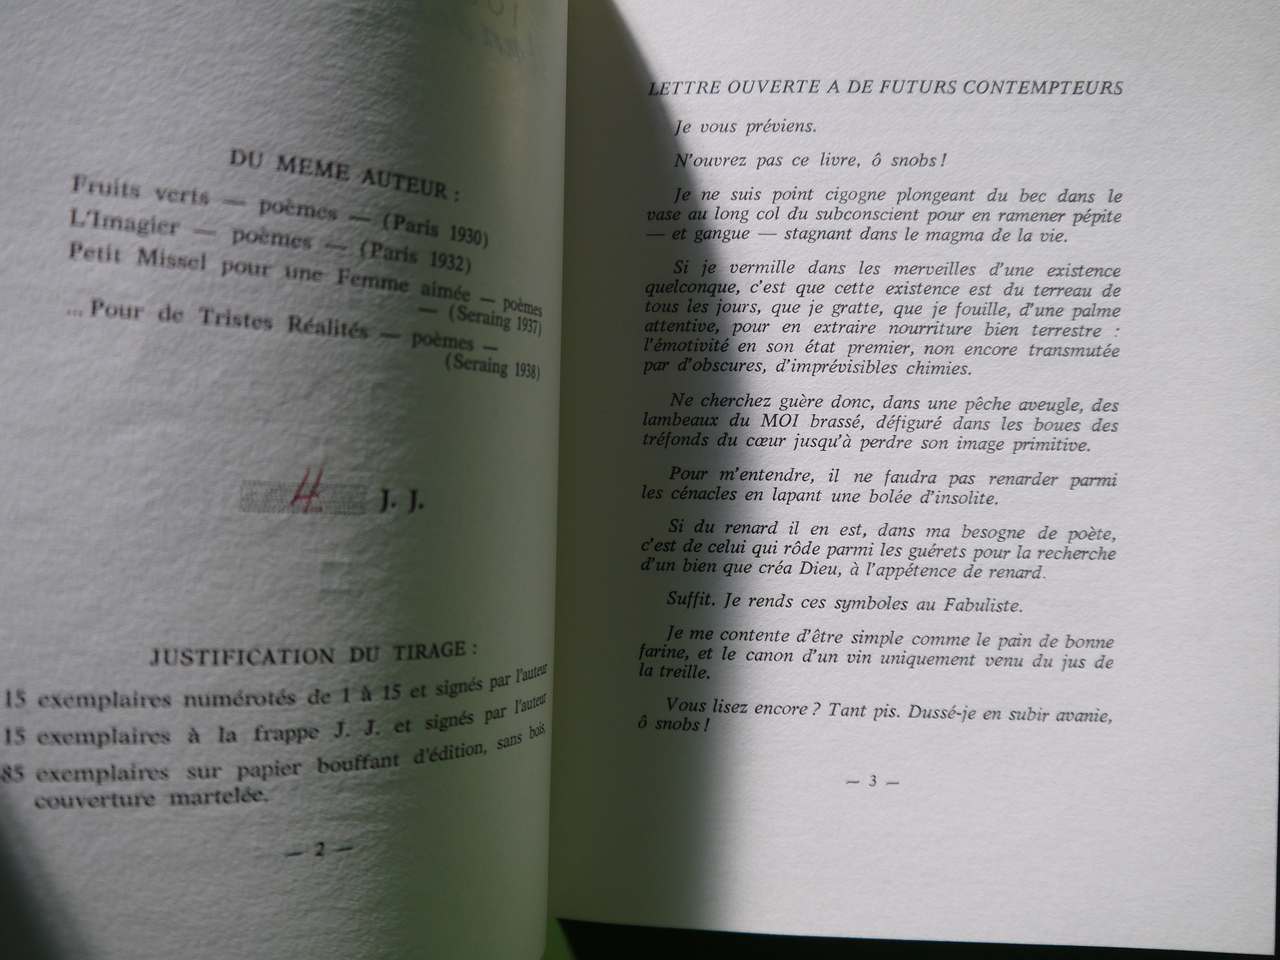 DU MEME AUTEUR :
Fruits verts — poèmes — (Paris 1930)
L'Imagier — poèmes — (Paris 1932)
Petit Missel pour une Femme aimée — poèmes
— (Seraing 1937)
... Pour de Tristes Réalités — poèmes —
(Seraing 1938)
4 J. J.
JUSTIFICATION DU TIRAGE :
15 exemplaires numérotés de 1 à 15 et signés par l'auteur
15 exemplaires à la frappe J. J. et signés par l'auteur
85 exemplaires sur papier bouffant d'édition, sans bois
couverture martelée.
— 2 —
LETTRE OUVERTE A DE FUTURS CONTEMPTEURS
Je vous préviens.
N'ouvrez pas ce livre, ô snobs !
Je ne suis point cigogne plongeant du bec dans le
vase au long col du subconscient pour en ramener pépite
— et gangue — stagnant dans le magma de la vie.
Si je vermille dans les merveilles d'une existence
quelconque, c'est que cette existence est du terreau de
tous les jours, que je gratte, que je fouille, d'une palme
attentive, pour en extraire nourriture bien terrestre :
l'émotivité en son état premier, non encore transmutée
par d'obscures, d'imprévisibles chimies.
Ne cherchez guère donc, dans une pêche aveugle, des
lambeaux du MOI brassé, défiguré dans les boues des
tréfonds du cœur jusqu'à perdre son image primitive.
Pour m'entendre, il ne faudra pas renarder parmi
les cénacles en lapant une bolée d'insolite.
Si du renard il en est, dans ma besogne de poète,
c'est de celui qui rôde parmi les guérets pour la recherche
d'un bien que créa Dieu, à l'appétence de renard.
Suffit. Je rends ces symboles au Fabuliste.
Je me contente d'être simple comme le pain de bonne
farine, et le canon d'un vin uniquement venu du jus de
la treille.
Vous lisez encore ? Tant pis. Dussé-je en subir avanie,
ô snobs !
— 3 —